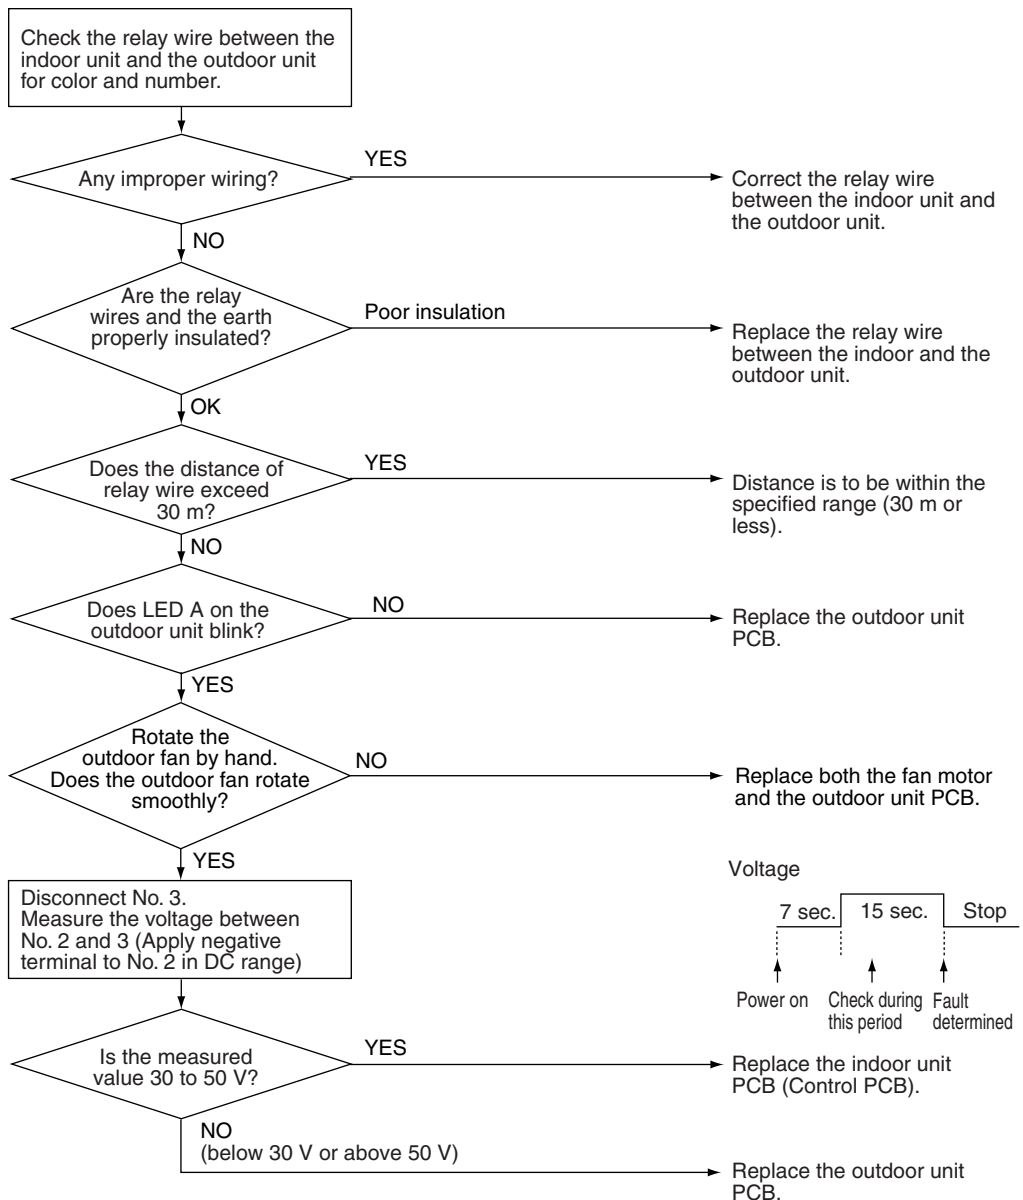 Check the relay wire between the
indoor unit and the outdoor unit
for color and number.
Any improper wiring?
YES
Correct the relay wire
between the indoor unit and
the outdoor unit.
NO
Are the relay
wires and the earth
properly insulated?
Poor insulation
Replace the relay wire
between the indoor and the
outdoor unit.
OK
Does the distance of
relay wire exceed
30 m?
YES
Distance is to be within the
specified range (30 m or
less).
NO
Does LED A on the
outdoor unit blink?
NO
Replace the outdoor unit
PCB.
YES
Rotate the
outdoor fan by hand.
Does the outdoor fan rotate
smoothly?
NO
Replace both the fan motor
and the outdoor unit PCB.
YES
Disconnect No. 3.
Measure the voltage between
No. 2 and 3 (Apply negative
terminal to No. 2 in DC range)
Voltage
7 sec. 15 sec. Stop
Power on
Check during
this period
Fault
determined
Is the measured
value 30 to 50 V?
YES
Replace the indoor unit
PCB (Control PCB).
NO
(below 30 V or above 50 V)
Replace the outdoor unit
PCB.